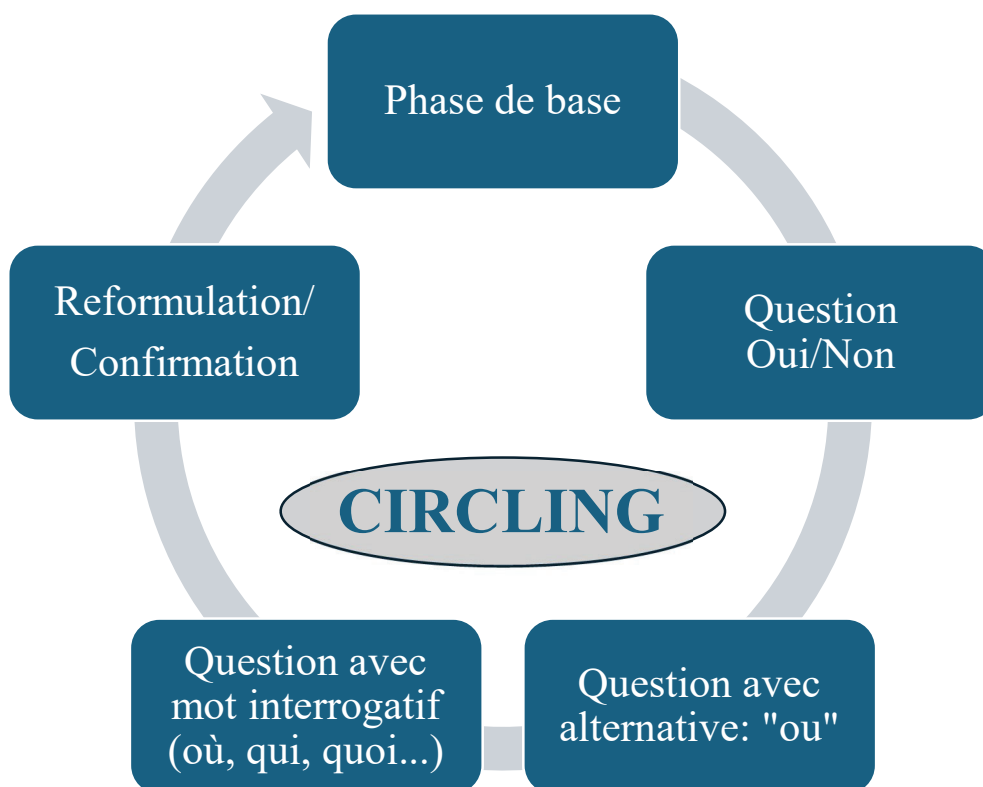 Phase de base
Question
Oui/Non
Question avec
alternative: "ou"
Question avec
mot interrogatif
(où, qui, quoi...)
Reformulation/
Confirmation
CIRCLING